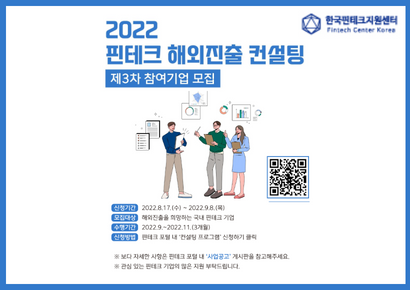 한국핀테크지원센터
Fintech Center Korea
2022
핀테크 해외진출 컨설팅
제3차 참여기업 모집
신청기간 2022.8.17.(수) ~ 2022.9.8.(목)
모집대상 해외진출을 희망하는 국내 핀테크 기업
수행기간 2022.9.~2022.11.(3개월)
신청방법 핀테크 포털 내 '컨설팅 프로그램' 신청하기 클릭
※ 보다 자세한 사항은 핀테크 포털 내 '사업공고' 게시판을 참고해주세요.
※ 관심 있는 핀테크 기업의 많은 지원 부탁드립니다.